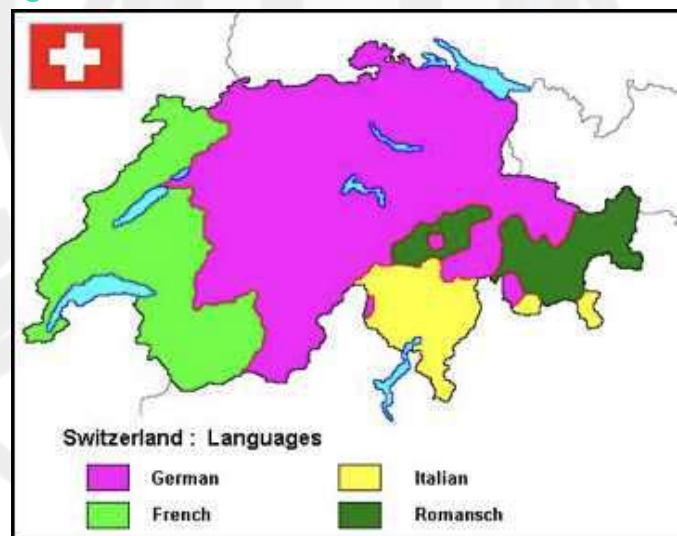 Switzerland : Languages
German
Italian
French
Romansch